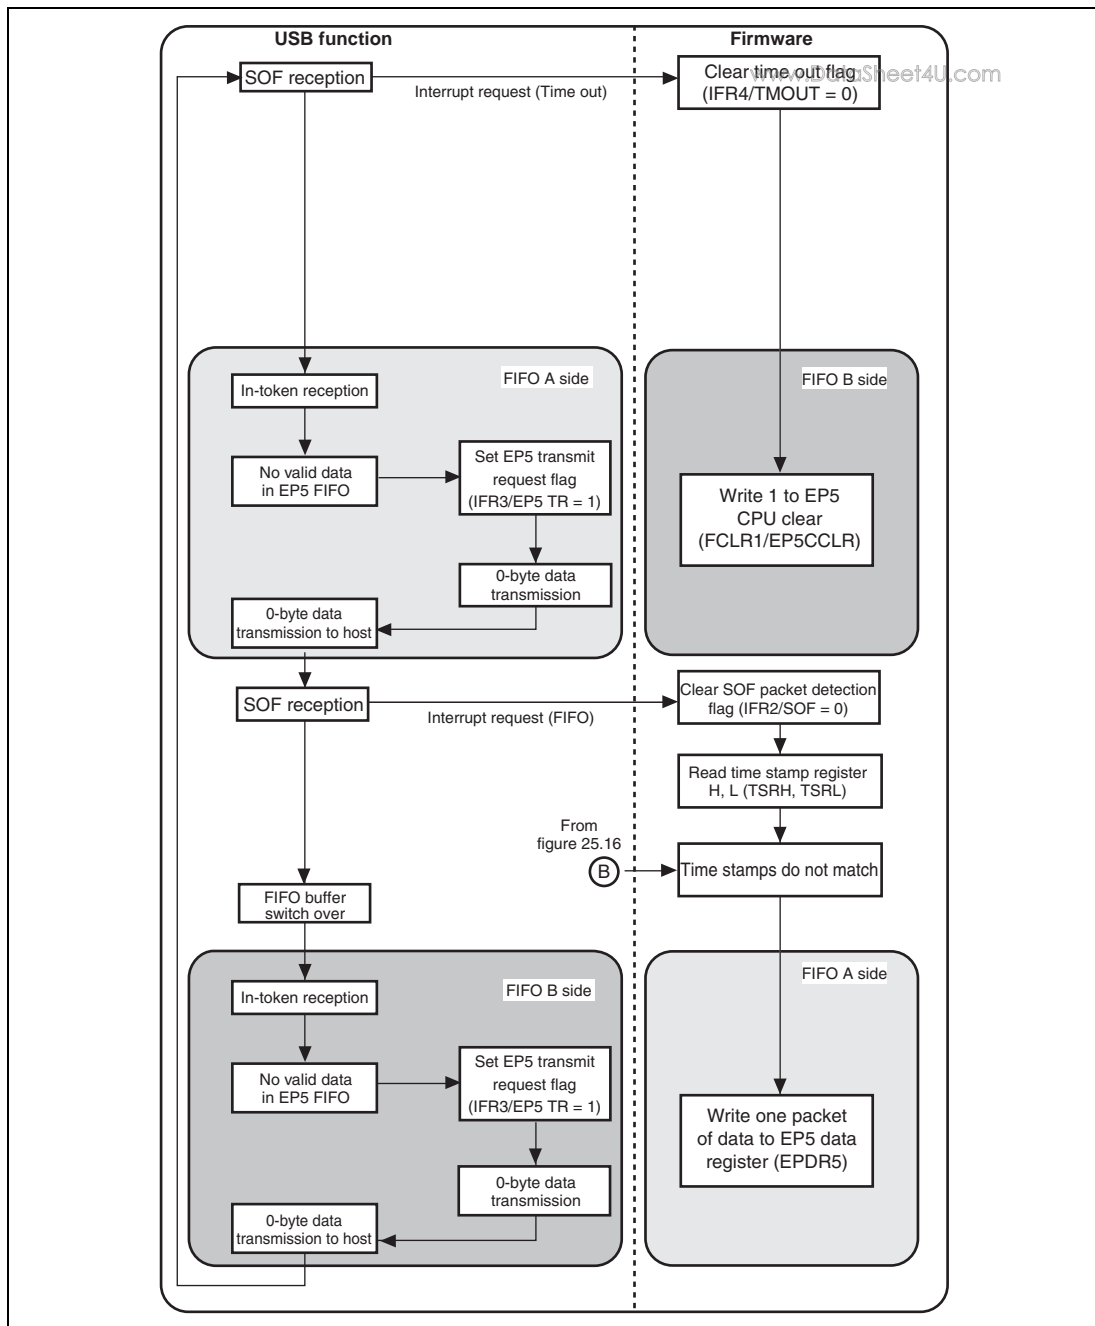 USB function
Firmware
SOF reception
Interrupt request (Time out)
Clear time out flag
(IFR4/TMOUT = 0)
www.DataSheet4U.com
FIFO A side
In-token reception
No valid data
in EP5 FIFO
Set EP5 transmit
request flag
(IFR3/EP5 TR = 1)
0-byte data
transmission
0-byte data
transmission to host
FIFO B side
Write 1 to EP5
CPU clear
(FCLR1/EP5CCLR)
SOF reception
Interrupt request (FIFO)
Clear SOF packet detection
flag (IFR2/SOF = 0)
Read time stamp register
H, L (TSRH, TSRL)
From
figure 25.16
B
Time stamps do not match
FIFO buffer
switch over
FIFO B side
In-token reception
No valid data
in EP5 FIFO
Set EP5 transmit
request flag
(IFR3/EP5 TR = 1)
0-byte data
transmission
0-byte data
transmission to host
FIFO A side
Write one packet
of data to EP5 data
register (EPDR5)